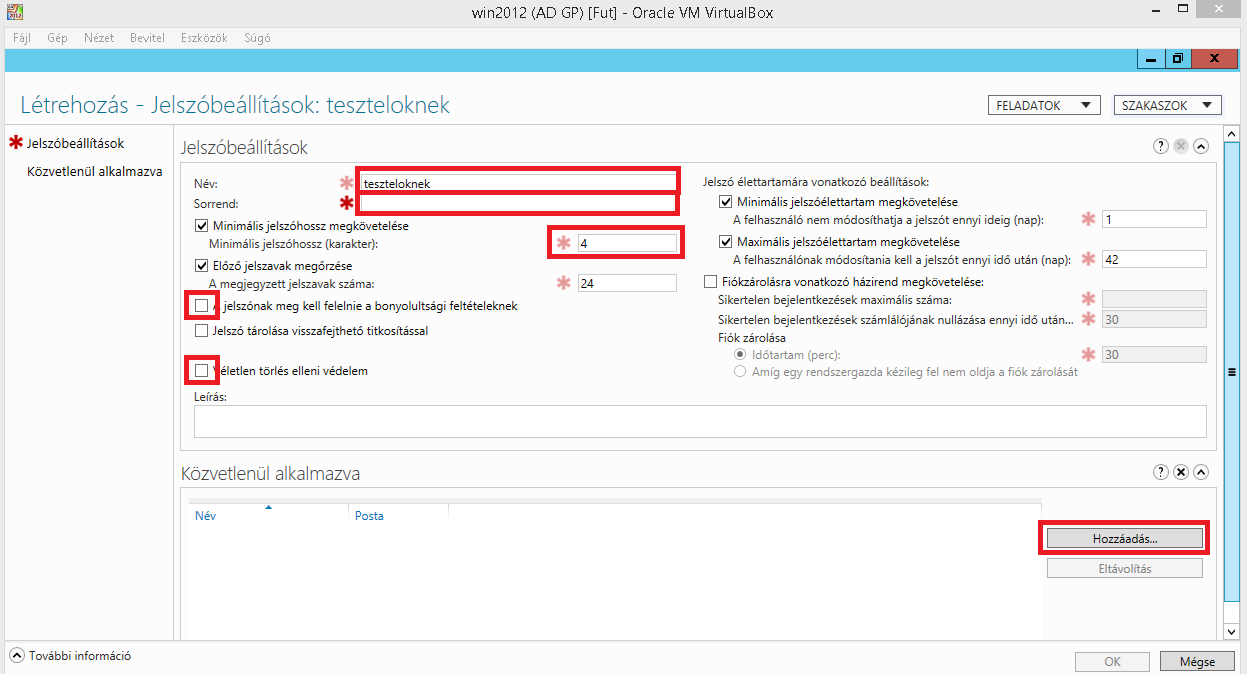 win2012 (AD GP) [Fut] - Oracle VM VirtualBox
Fájl Gép Nézet Bevitel Eszközök Súgó
Létrehozás - Jelszóbeállítások: teszteloknek
FELADATOK
SZAKASZOK
Jelszóbeállítások
Közvetlenül alkalmazva
Jelszóbeállítások
Név: teszteloknek
Sorrend:
Minimális jelszóhossz megkövetelése
Minimális jelszóhossz (karakter): 4
Előző jelszavak megőrzése
A megjegyzett jelszavak száma: 24
A jelszónak meg kell felelnie a bonyolultsági feltételeknek
Jelszó tárolása visszafejthető titkosítással
Véletlen törlés elleni védelem
Jelszó élettartamára vonatkozó beállítások:
Minimális jelszóélettartam megkövetelése
A felhasználó nem módosíthatja a jelszót ennyi ideig (nap): 1
Maximális jelszóélettartam megkövetelése
A felhasználónak módosítania kell a jelszót ennyi idő után (nap): 42
Fiókzárolásra vonatkozó házirend megkövetelése:
Sikertelen bejelentkezések maximális száma:
Sikertelen bejelentkezések számlálójának nullázása ennyi idő után... 30
Fiók zárolása
Időtartam (perc): 30
Amíg egy rendszergazda kézileg fel nem oldja a fiók zárolását
Leírás:
Közvetlenül alkalmazva
Név Posta
Hozzáadás...
Eltávolítás
További információ
OK Mégse